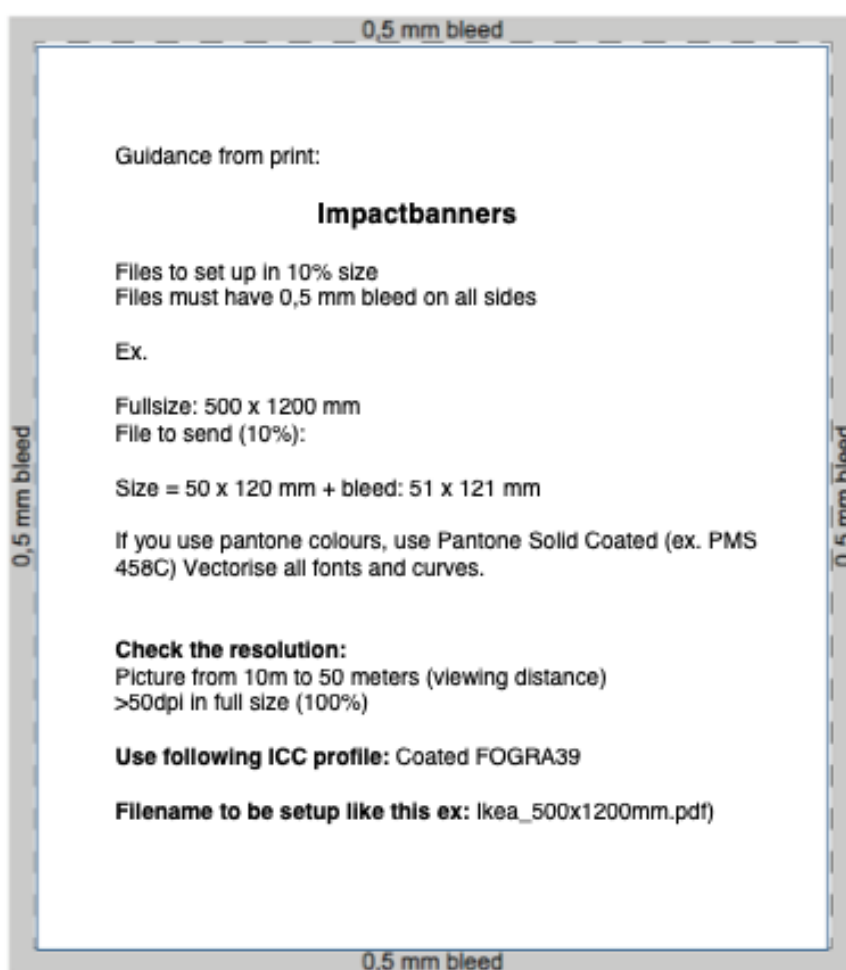 0,5 mm bleed
Guidance from print:
Impactbanners
Files to set up in 10% size
Files must have 0,5 mm bleed on all sides
Ex.
Fullsize: 500 x 1200 mm
File to send (10%):
Size = 50 x 120 mm + bleed: 51 x 121 mm
0,5 mm bleed
0,5 mm bleed
If you use pantone colours, use Pantone Solid Coated (ex. PMS
458C) Vectorise all fonts and curves.
Check the resolution:
Picture from 10m to 50 meters (viewing distance)
>50dpi in full size (100%)
Use following ICC profile: Coated FOGRA39
Filename to be setup like this ex: Ikea_500x1200mm.pdf)
0,5 mm bleed